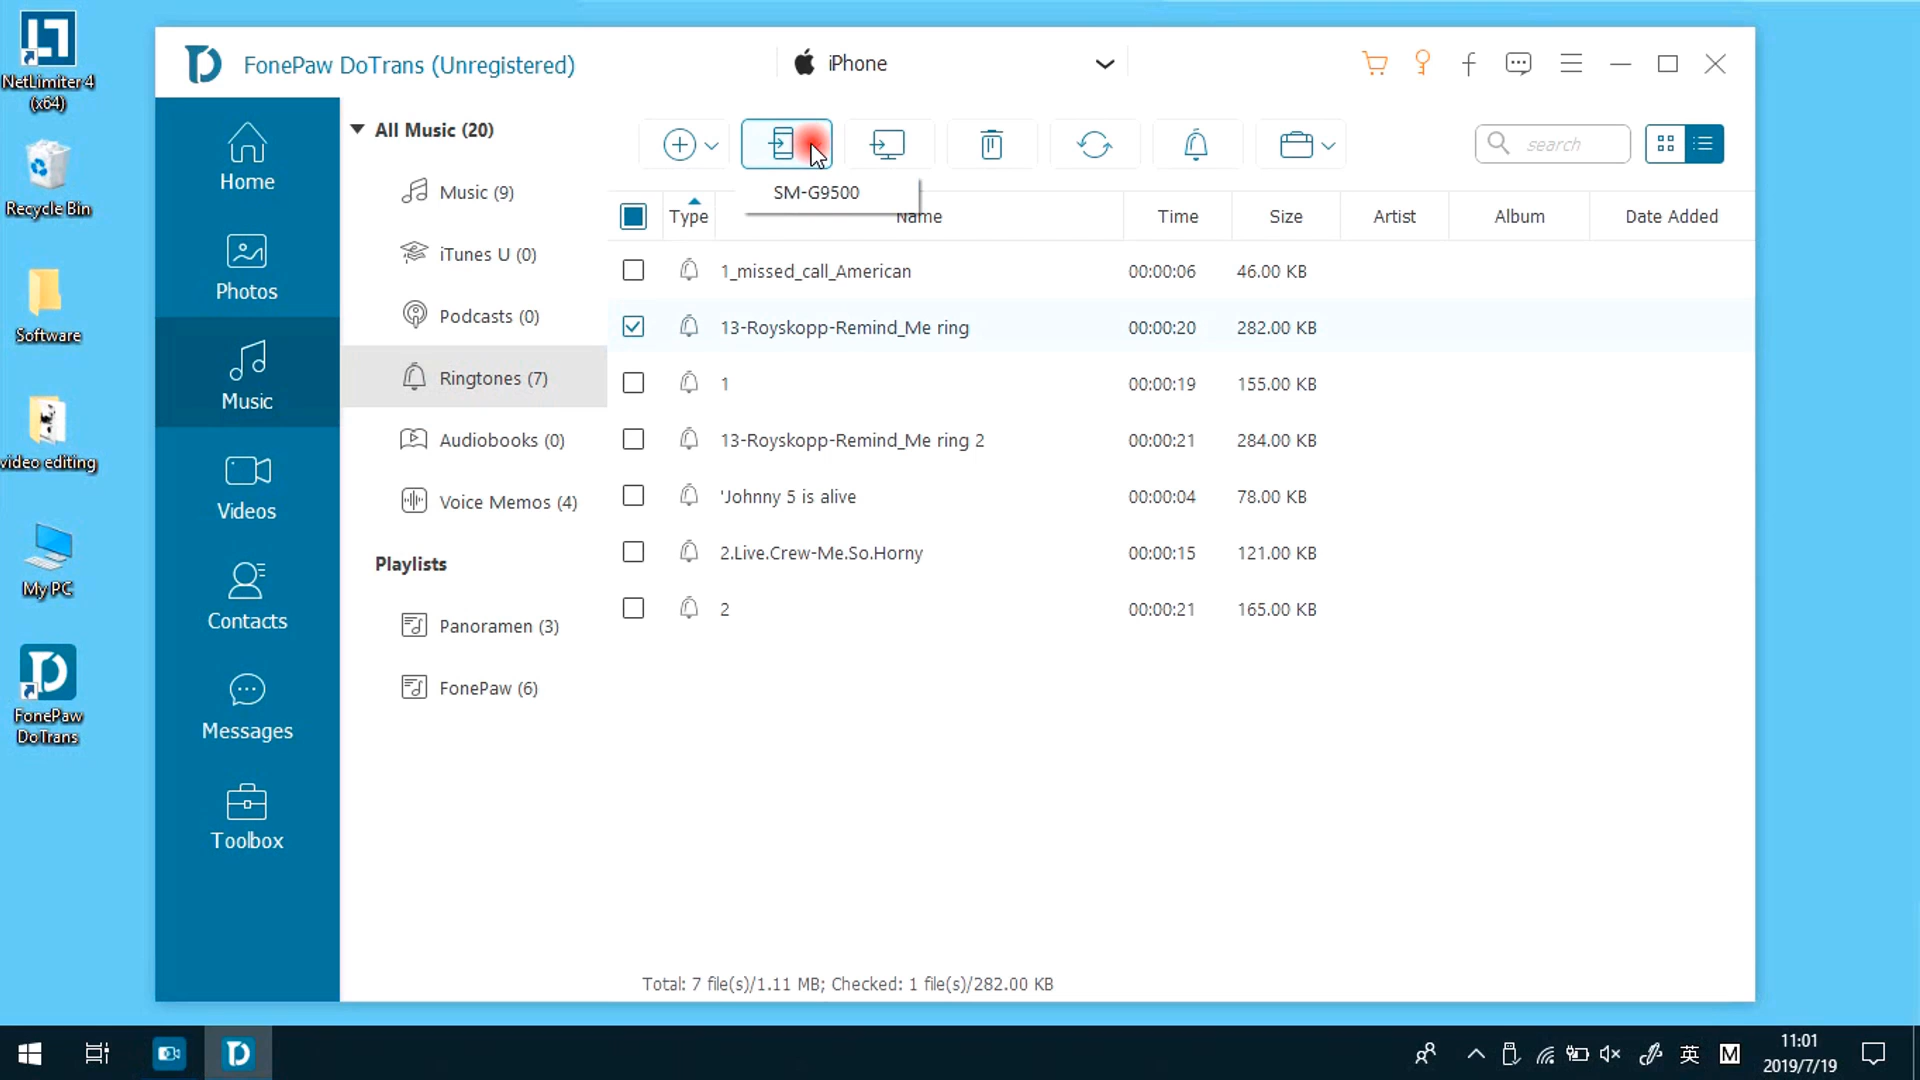 NetLimiter 4
(x64)
Recycle Bin
Software
video editing
My PC
FonePaw
DoTrans
FonePaw DoTrans (Unregistered)
iPhone
Home
Photos
Music
Videos
Contacts
Messages
Toolbox
All Music (20)
Music (9)
iTunes U (0)
Podcasts (0)
Ringtones (7)
Audiobooks (0)
Voice Memos (4)
Playlists
Panoramen (3)
FonePaw (6)
search
SM-G9500
Type Name Time Size Artist Album Date Added
1_missed_call_American 00:00:06 46.00 KB
13-Royskopp-Remind_Me ring 00:00:20 282.00 KB
1 00:00:19 155.00 KB
13-Royskopp-Remind_Me ring 2 00:00:21 284.00 KB
'Johnny 5 is alive 00:00:04 78.00 KB
2.Live.Crew-Me.So.Horny 00:00:15 121.00 KB
2 00:00:21 165.00 KB
Total: 7 file(s)/1.11 MB; Checked: 1 file(s)/282.00 KB
英
M
11:01
2019/7/19